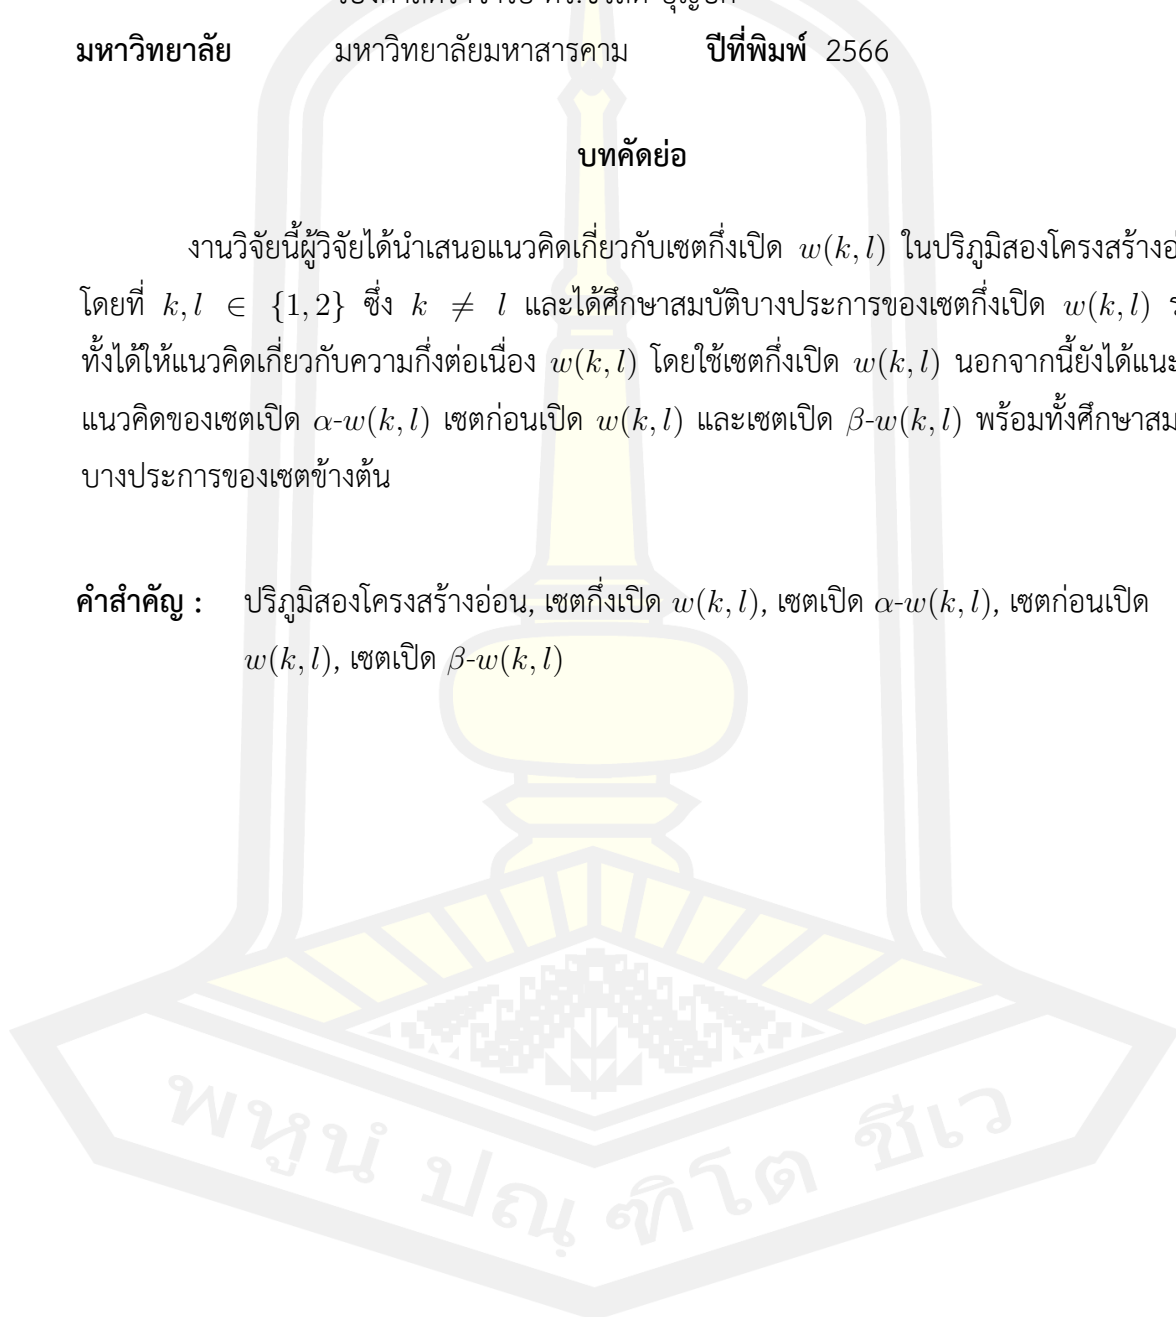 มหาวิทยาลัย มหาวิทยาลัยมหาสารคาม ปีที่พิมพ์ 2566
บทคัดย่อ
งานวิจัยนี้ผู้วิจัยได้นำเสนอแนวคิดเกี่ยวกับเซตกึ่งเปิด w(k, l) ในปริภูมิสองโครงสร้าง
โดยที่ k, l ∈ {1, 2} ซึ่ง k ≠ l และได้ศึกษาสมบัติบางประการของเซตกึ่งเปิด w(k, l)
ทั้งได้ให้แนวคิดเกี่ยวกับความกึ่งต่อเนื่อง w(k, l) โดยใช้เซตกึ่งเปิด w(k, l) นอกจากนี้ยังได้แนะ
แนวคิดของเซตเปิด α-w(k, l) เซตก่อนเปิด w(k, l) และเซตเปิด β-w(k, l) พร้อมทั้งศึกษาสม
บางประการของเซตข้างต้น
คำสำคัญ : ปริภูมิสองโครงสร้างอ่อน, เซตกึ่งเปิด w(k, l), เซตเปิด α-w(k, l), เซตก่อนเปิด
w(k, l), เซตเปิด β-w(k, l)
พหูนํ ปณฺฑิโต ชีเว